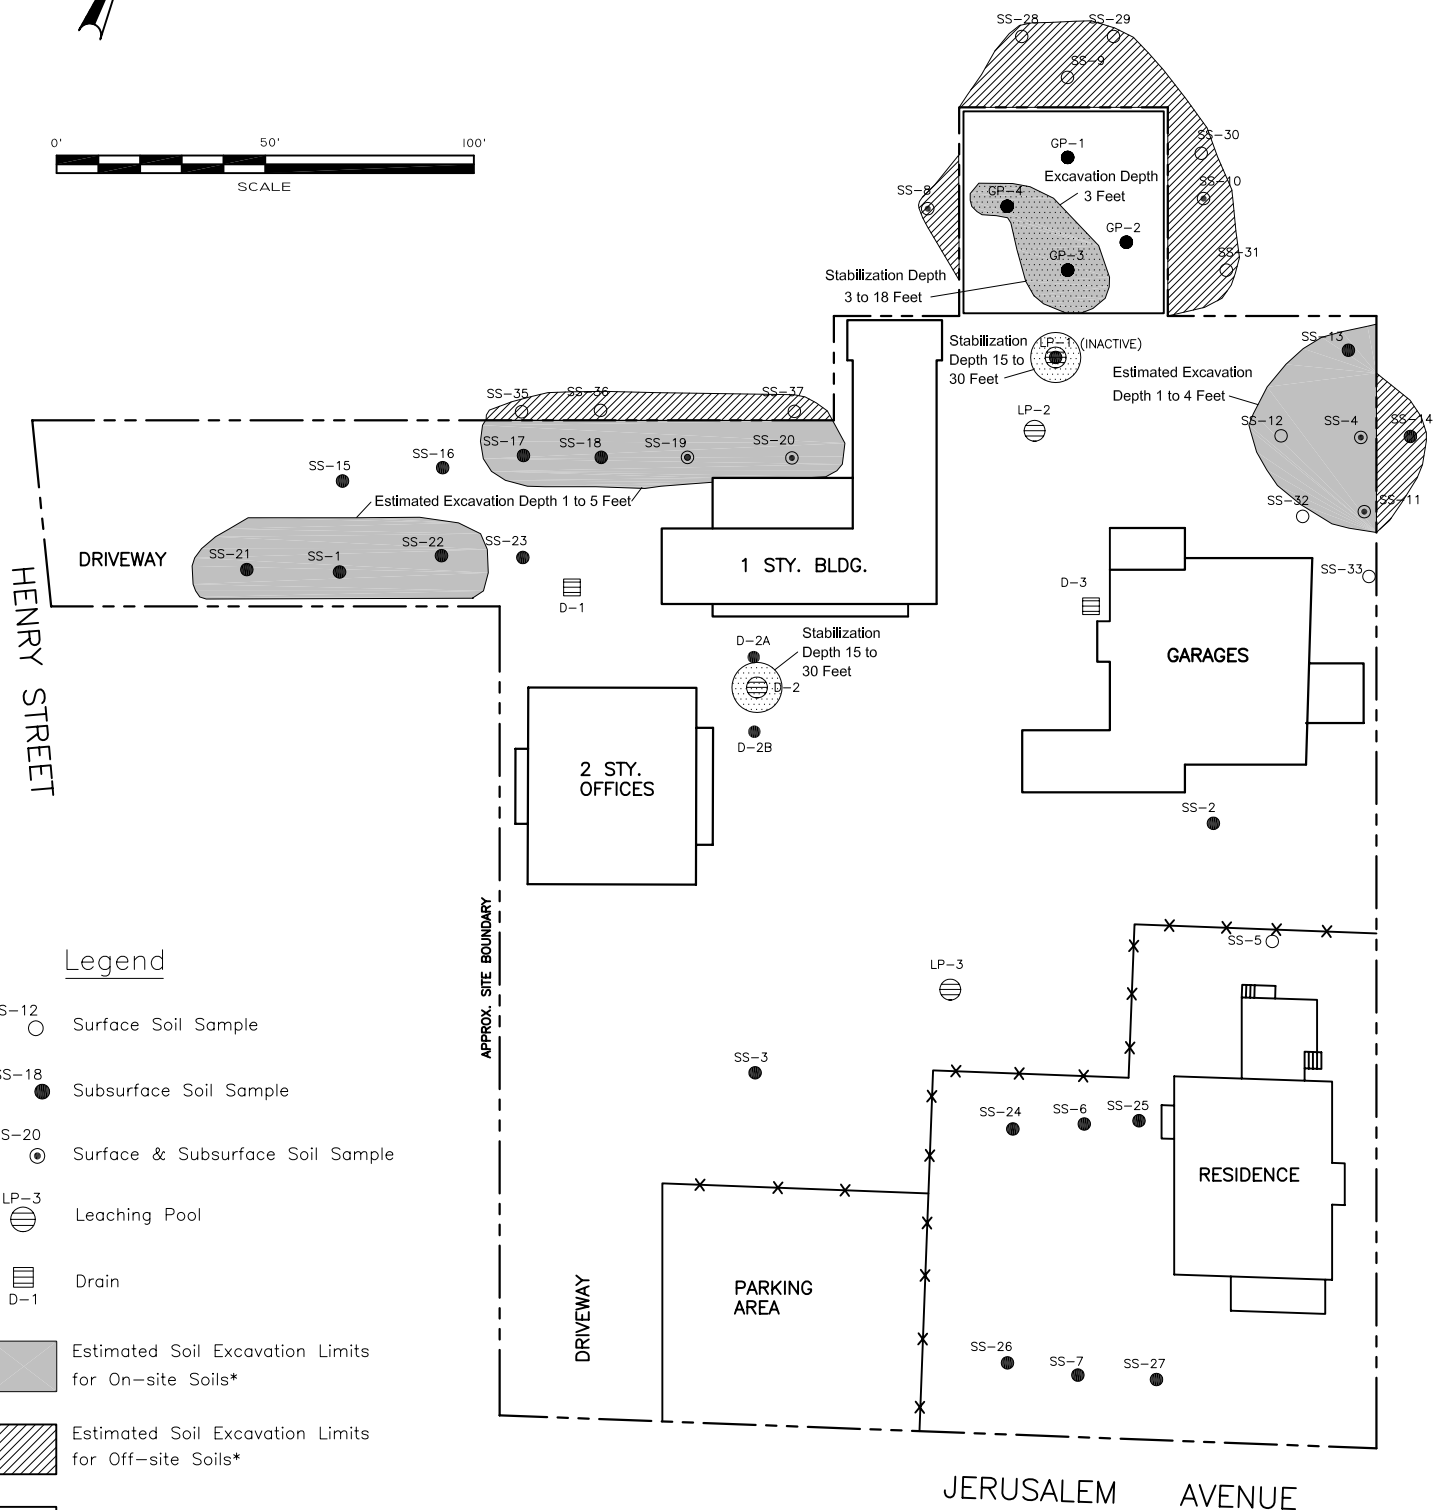 SS-28
SS-29
SS-9
0'
50'
100'
SCALE
SS-30
GP-1
Excavation Depth
3 Feet
SS-8
GP-4
SS-10
GP-2
GP-3
SS-31
Stabilization Depth
3 to 18 Feet
Stabilization
Depth 15 to
30 Feet
LP-1 (INACTIVE)
SS-13
Estimated Excavation
Depth 1 to 4 Feet
SS-35
SS-36
SS-37
LP-2
SS-12
SS-4
SS-14
SS-17
SS-18
SS-19
SS-20
SS-15
SS-16
Estimated Excavation Depth 1 to 5 Feet
SS-32
SS-11
DRIVEWAY
SS-21
SS-1
SS-22
SS-23
1 STY. BLDG.
SS-33
D-1
D-3
HENRY STREET
D-2A
Stabilization
Depth 15 to
30 Feet
D-2
D-2B
GARAGES
2 STY.
OFFICES
SS-2
APPROX. SITE BOUNDARY
SS-5
LP-3
SS-3
SS-24
SS-6
SS-25
RESIDENCE
DRIVEWAY
PARKING
AREA
SS-26
SS-7
SS-27
JERUSALEM AVENUE
Legend
S-12
Surface Soil Sample
SS-18
Subsurface Soil Sample
S-20
Surface & Subsurface Soil Sample
LP-3
Leaching Pool
Drain
D-1
Estimated Soil Excavation Limits
for On-site Soils*
Estimated Soil Excavation Limits
for Off-site Soils*